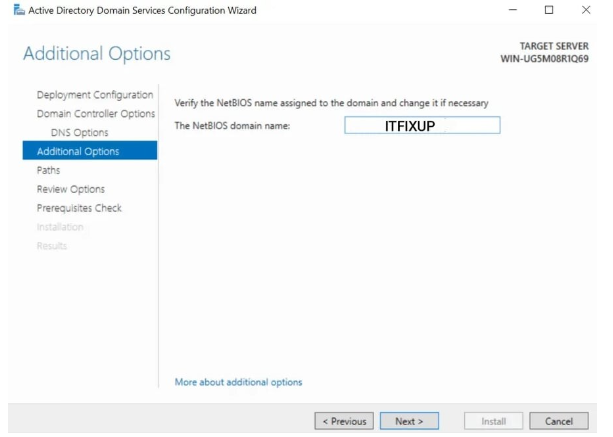 Active Directory Domain Services Configuration Wizard
Additional Options
TARGET SERVER
WIN-UG5M08R1Q69
Deployment Configuration
Domain Controller Options
DNS Options
Additional Options
Paths
Review Options
Prerequisites Check
Installation
Results
Verify the NetBIOS name assigned to the domain and change it if necessary
The NetBIOS domain name: ITFIXUP
More about additional options
< Previous Next > Install Cancel